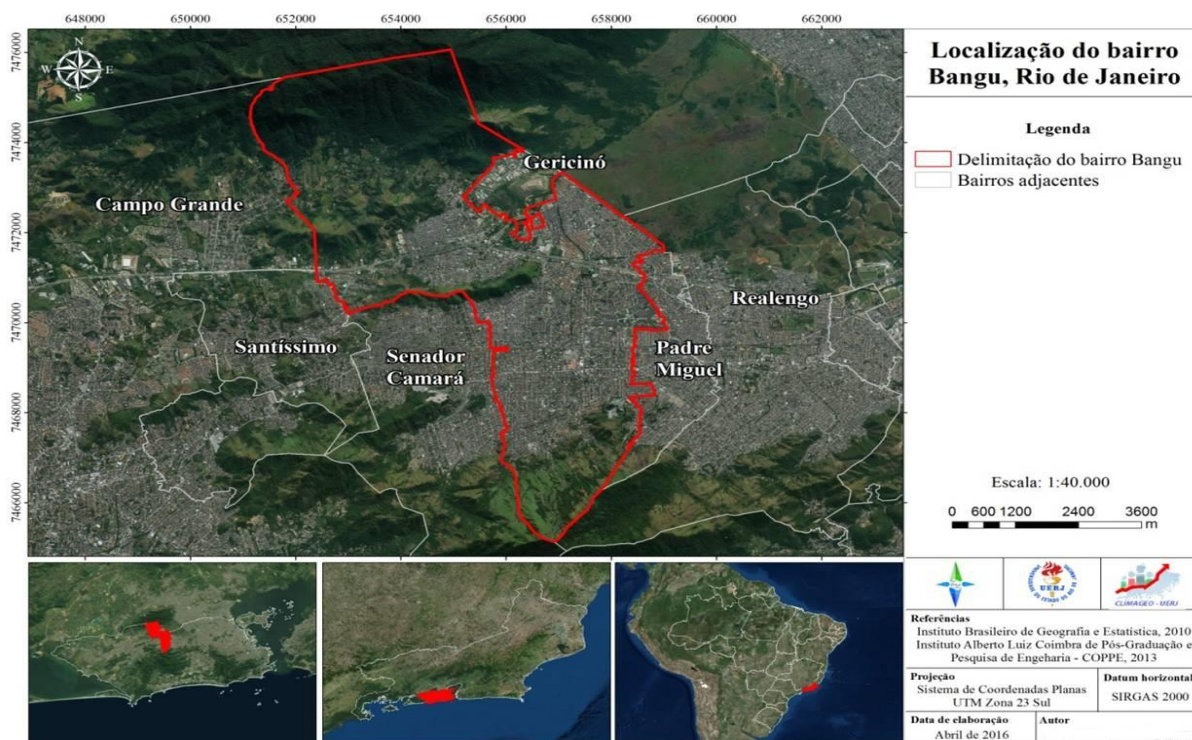 648000 650000 652000 654000 656000 658000 660000 662000
7476000
7474000
7472000
7470000
7468000
7466000
N
W E
S
Gericinó
Campo Grande
Realengo
Santíssimo
Senador
Camará
Padre
Miguel
Localização do bairro
Bangu, Rio de Janeiro
Legenda
Delimitação do bairro Bangu
Bairros adjacentes
Escala: 1:40.000
0 600 1200 2400 3600
m
UERJ
CLIMAGEO - UERJ
Referências
Instituto Brasileiro de Geografia e Estatística, 2010
Instituto Alberto Luiz Coimbra de Pós-Graduação e
Pesquisa de Engeharia - COPPE, 2013
Projeção
Sistema de Coordenadas Planas
UTM Zona 23 Sul
Datum horizontal
SIRGAS 2000
Data de elaboração
Abril de 2016
Autor